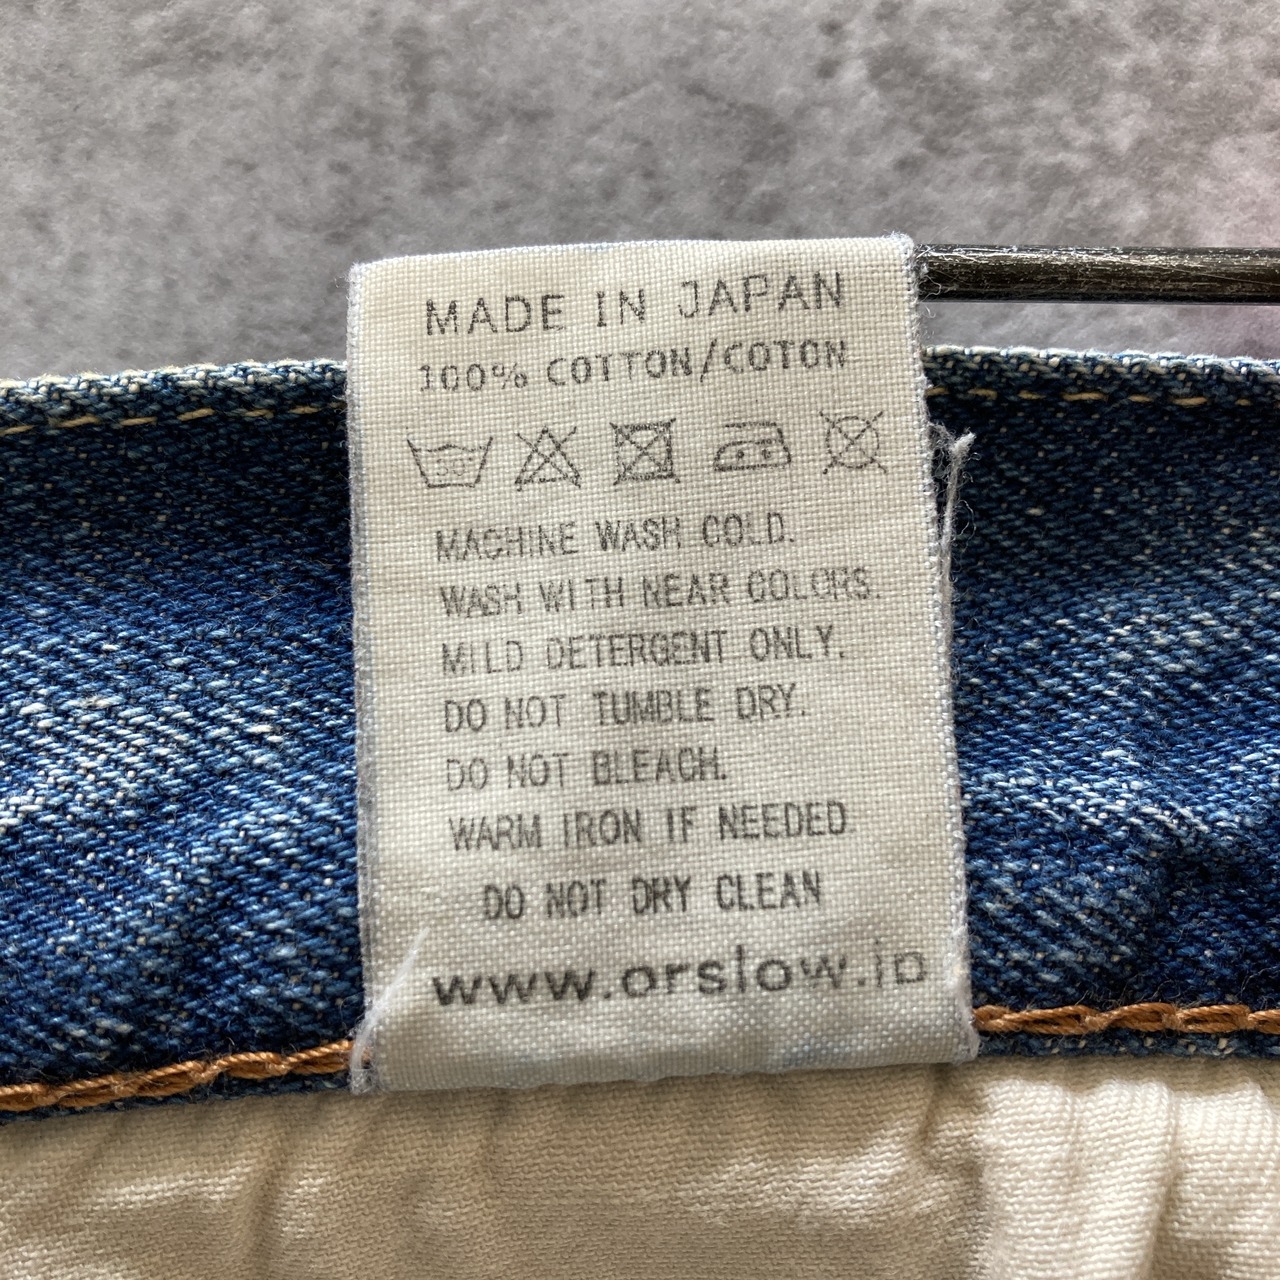 MADE IN JAPAN
100% COTTON/COTON
30
MACHINE WASH COLD.
WASH WITH NEAR COLORS.
MILD DETERGENT ONLY.
DO NOT TUMBLE DRY.
DO NOT BLEACH.
WARM IRON IF NEEDED
DO NOT DRY CLEAN
www.orslow.jp